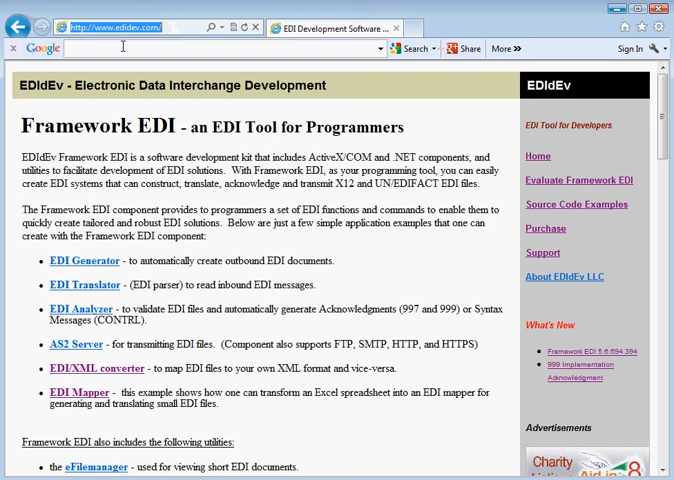 http://www.edidev.com/
EDI Development Software ...
Google
Search
Share
More »
Sign In
EDIdEv - Electronic Data Interchange Development
EDIdEv
Framework EDI - an EDI Tool for Programmers
EDIdEv Framework EDI is a software development kit that includes ActiveX/COM and .NET components, and
utilities to facilitate development of EDI solutions. With Framework EDI, as your programming tool, you can easily
create EDI systems that can construct, translate, acknowledge and transmit X12 and UN/EDIFACT EDI files.
The Framework EDI component provides to programmers a set of EDI functions and commands to enable them to
quickly create tailored and robust EDI solutions. Below are just a few simple application examples that one can
create with the Framework EDI component:
• EDI Generator - to automatically create outbound EDI documents.
• EDI Translator - (EDI parser) to read inbound EDI messages.
• EDI Analyzer - to validate EDI files and automatically generate Acknowledgments (997 and 999) or Syntax
Messages (CONTRL).
• AS2 Server - for transmitting EDI files. (Component also supports FTP, SMTP, HTTP, and HTTPS)
• EDI/XML converter - to map EDI files to your own XML format and vice-versa.
• EDI Mapper - this example shows how one can transform an Excel spreadsheet into an EDI mapper for
generating and translating small EDI files.
Framework EDI also includes the following utilities:
• the eFilemanager - used for viewing short EDI documents.
EDI Tool for Developers
Home
Evaluate Framework EDI
Source Code Examples
Purchase
Support
About EDIdEv LLC
What's New
• Framework EDI 5.6.694.394
• 999 Implementation
Acknowledgment
Advertisements
Charity